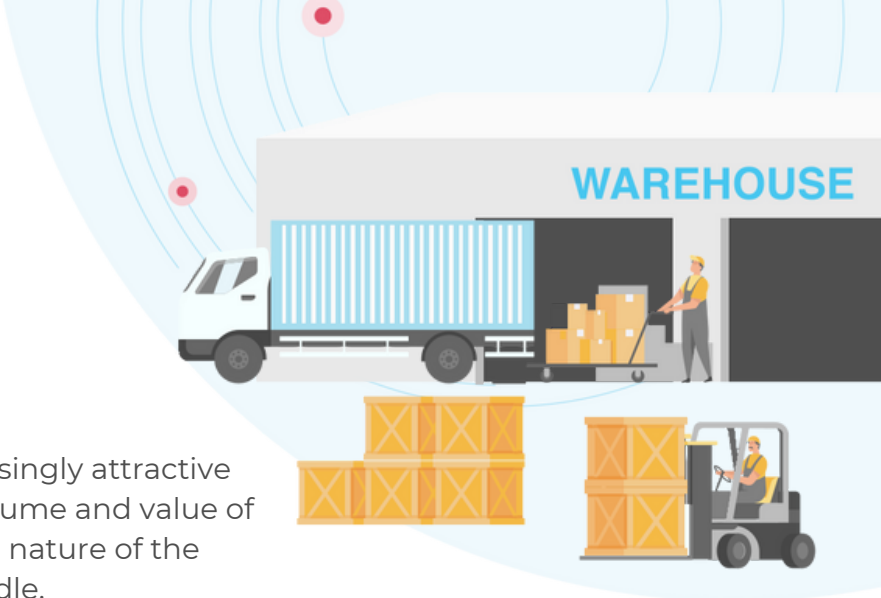 WAREHOUSE
singly attractive
ume and value of
nature of the
dle.